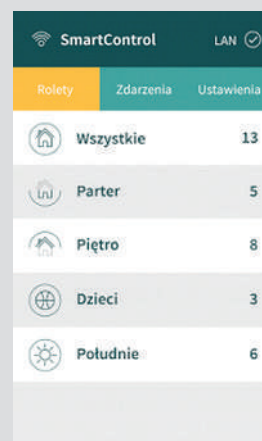 SmartControl LAN
Rolety Zdarzenia Ustawienia
Wszystkie 13
Parter 5
Piętro 8
Dzieci 3
Południe 6